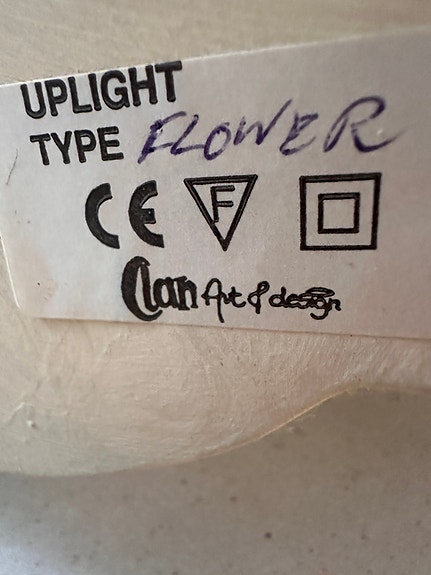 UPLIGHT
TYPE FLOWER
CE F
Clan Art & design